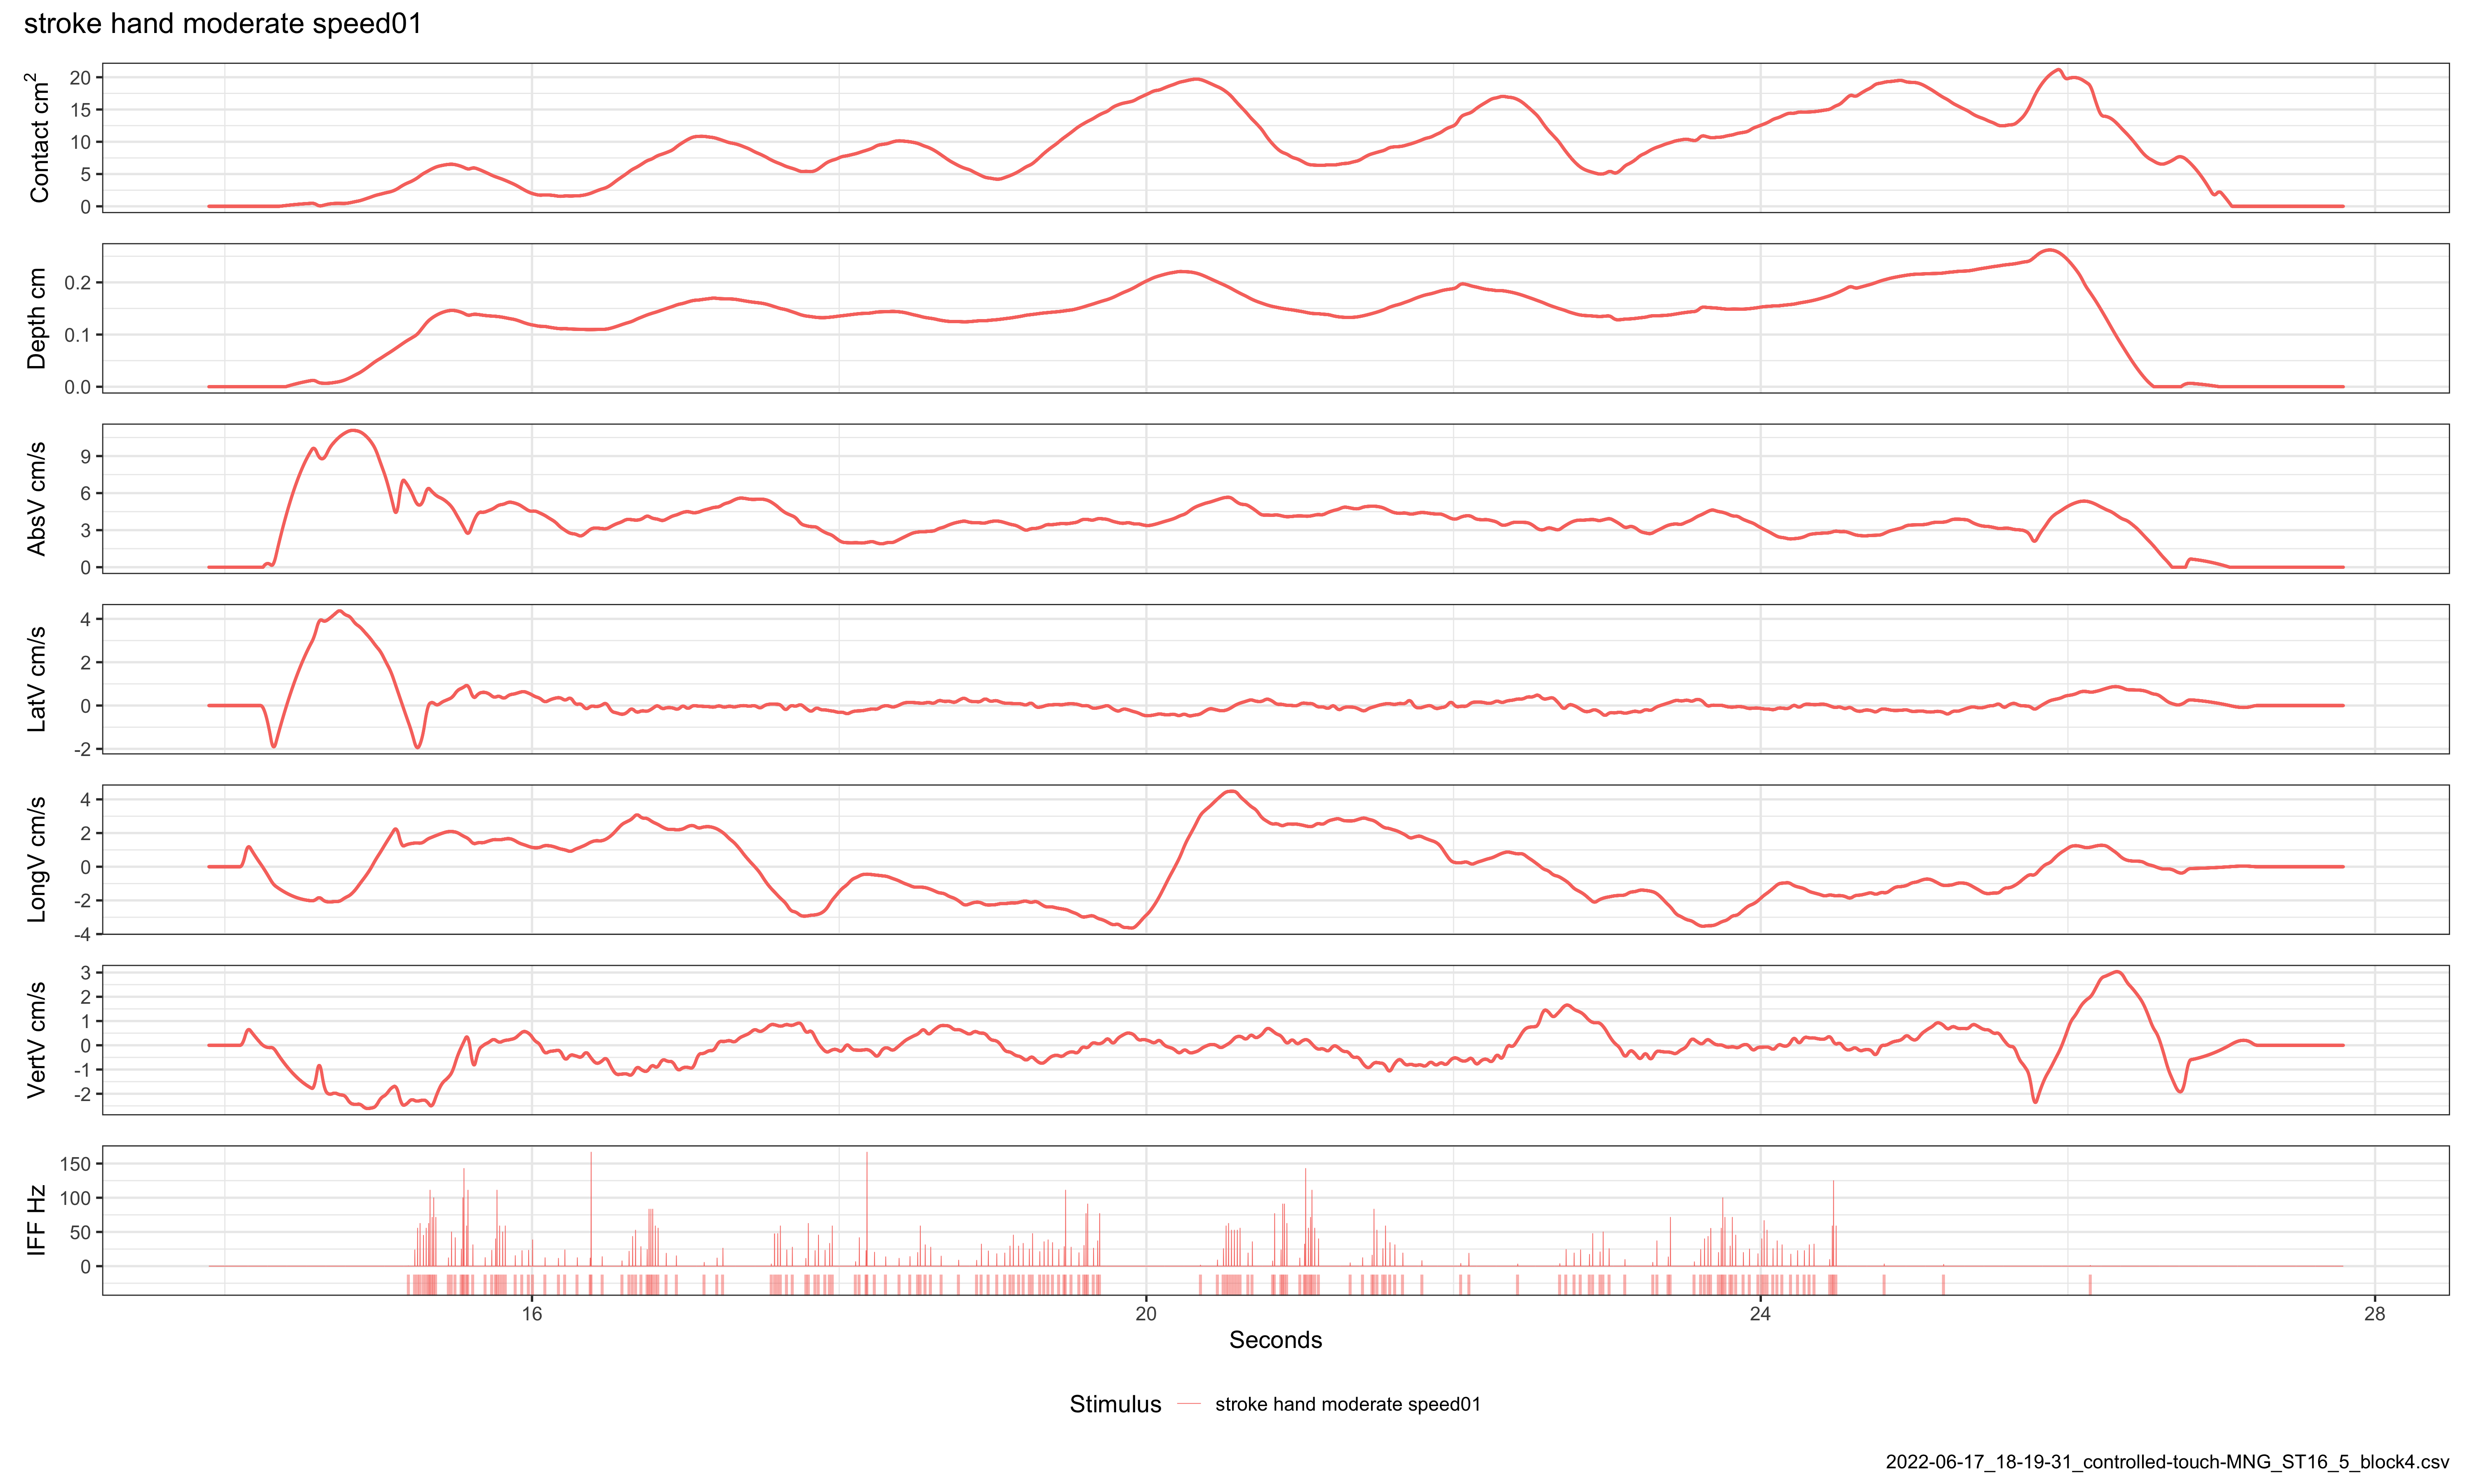 stroke hand moderate speed01
Contact cm²
20
15
10
5
0
Depth cm
0.2
0.1
0.0
AbsV cm/s
9
6
3
0
LatV cm/s
4
2
0
-2
LongV cm/s
4
2
0
-2
-4
VertV cm/s
3
2
1
0
-1
-2
IFF Hz
150
100
50
0
16 20 24 28
Seconds
Stimulus stroke hand moderate speed01
2022-06-17_18-19-31_controlled-touch-MNG_ST16_5_block4.csv